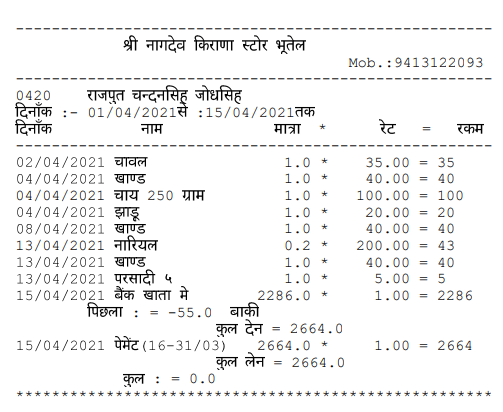 श्री नागदेव किराणा स्टोर भूतेल
Mob.:9413122093
0420 राजपुत चन्दनसिह जोधसिह
दिनाँक :- 01/04/2021से :15/04/2021तक
दिनाँक नाम मात्रा * रेट = रकम
02/04/2021 चावल 1.0 * 35.00 = 35
04/04/2021 खाण्ड 1.0 * 40.00 = 40
04/04/2021 चाय 250 ग्राम 1.0 * 100.00 = 100
04/04/2021 झाडू 1.0 * 20.00 = 20
08/04/2021 खाण्ड 1.0 * 40.00 = 40
13/04/2021 नारियल 0.2 * 200.00 = 43
13/04/2021 खाण्ड 1.0 * 40.00 = 40
13/04/2021 परसादी ५ 1.0 * 5.00 = 5
15/04/2021 बैंक खाता मे 2286.0 * 1.00 = 2286
पिछला : = -55.0 बाकी
कुल देन = 2664.0
15/04/2021 पेमेंट(16-31/03) 2664.0 * 1.00 = 2664
कुल लेन = 2664.0
कुल : = 0.0
*****************************************************